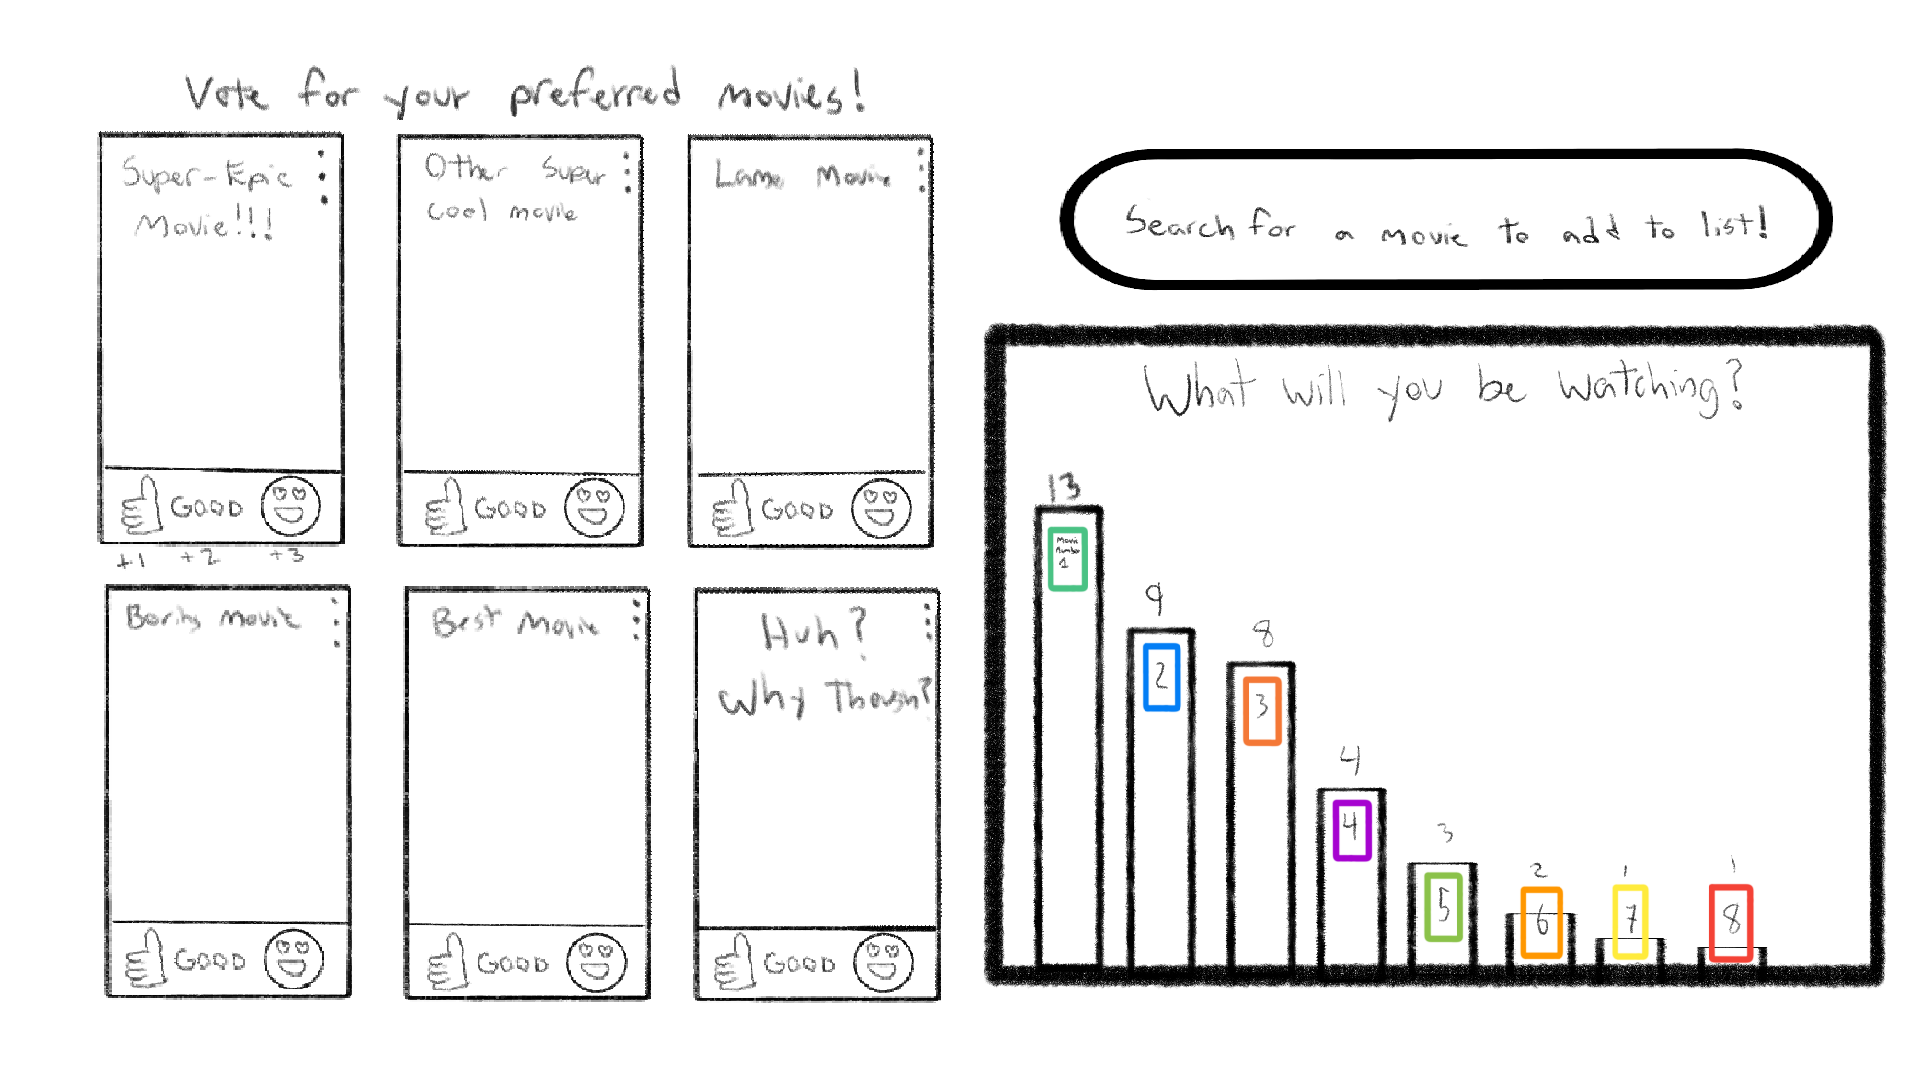 Vote for your preferred movies!
Super-Epic
Movie!!!
Other Super
cool movie
Lame Movie
GOOD
GOOD
GOOD
+1 +2 +3
Boring Movie
Best Movie
Huh?
Why Though?
GOOD
GOOD
GOOD
Search for a movie to add to list!
What will you be watching?
13
Movie
Number
1
9
2
8
3
4
4
3
5
2
6
1
7
1
8